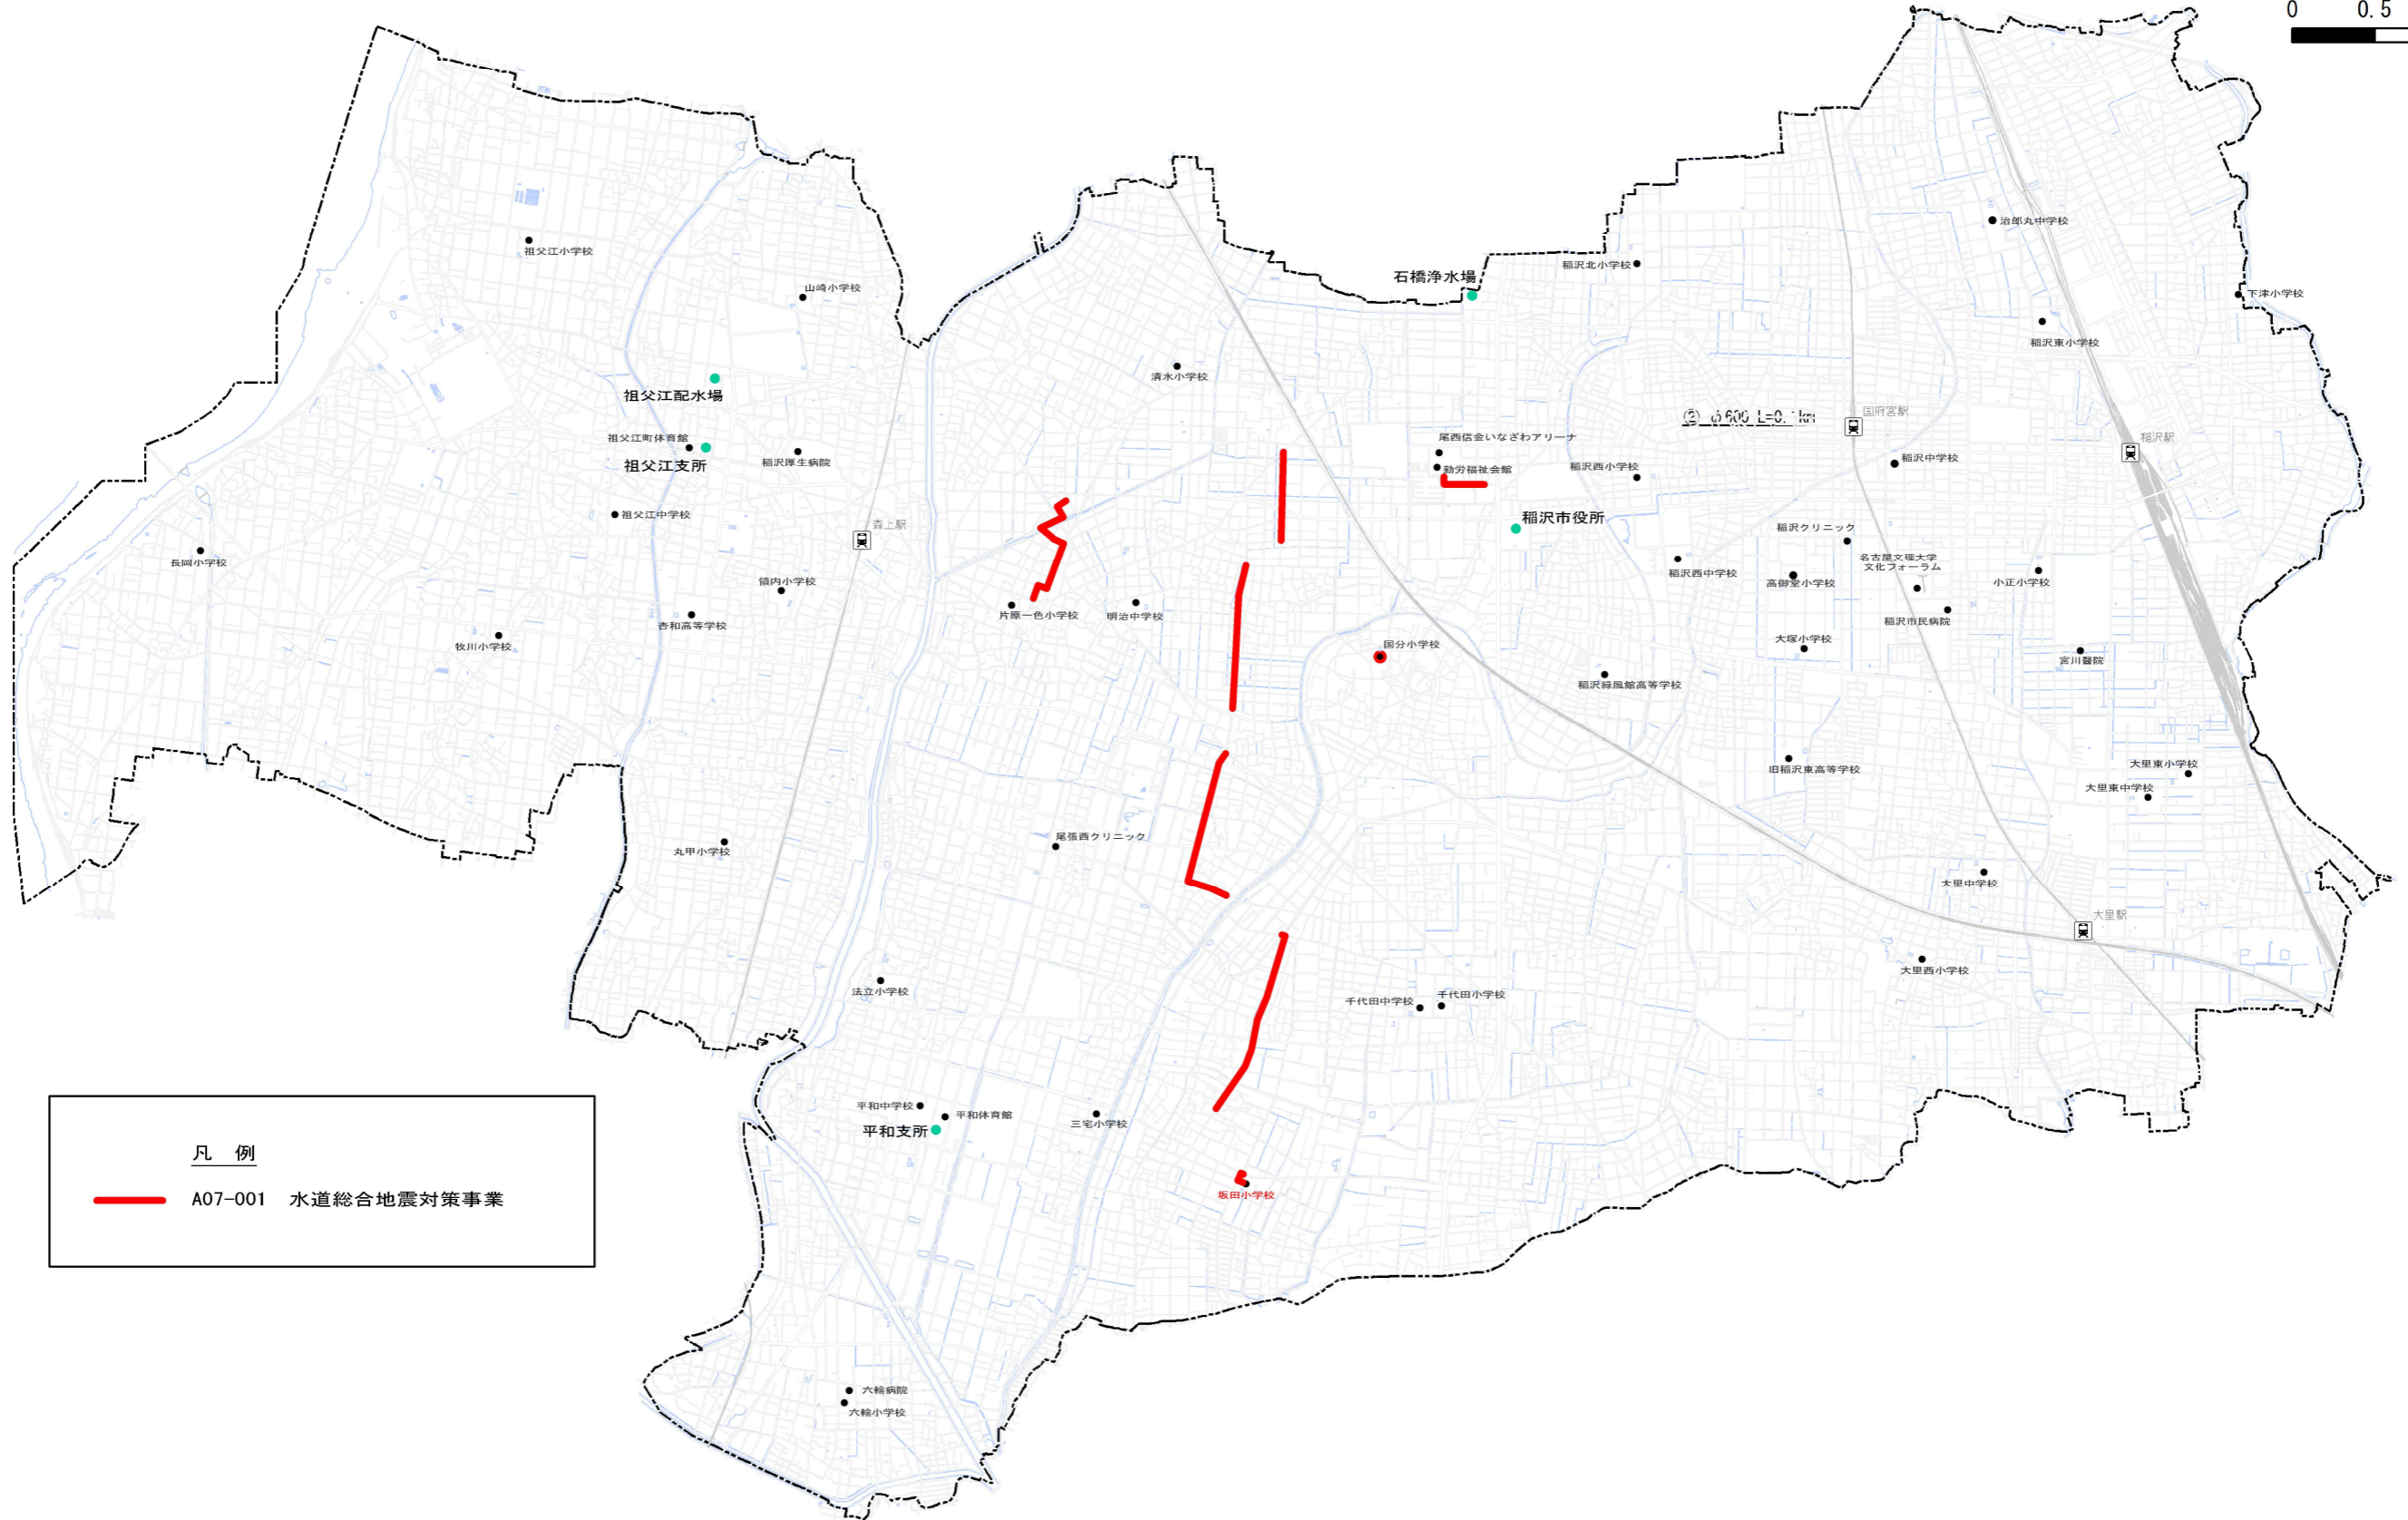 0 0.5
治郎丸中学校
祖父江小学校
稲沢北小学校
石橋浄水場
山崎小学校
下津小学校
稲沢東小学校
清水小学校
祖父江配水場
国府宮駅
φ600 L=0.
尾西信金いなざわアリーナ
稲沢駅
祖父江町体育館
祖父江支所
稲沢厚生病院
勤労福祉会館
稲沢西小学校
稲沢中学校
祖父江中学校
森上駅
稲沢市役所
稲沢クリニック
長岡小学校
名古屋文理大学
文化フォーラム
稲沢西中学校
高御堂小学校
小正小学校
領内小学校
片原一色小学校
明治中学校
杏和高等学校
稲沢市民病院
牧川小学校
国分小学校
大塚小学校
宮川醫院
稲沢緑風館高等学校
旧稲沢東高等学校
大里東小学校
大里東中学校
尾張西クリニック
丸甲小学校
大里中学校
大里駅
大里西小学校
法立小学校
千代田中学校
千代田小学校
平和中学校
平和体育館
平和支所
三宅小学校
凡 例
A07-001 水道総合地震対策事業
坂田小学校
六輪病院
六輪小学校